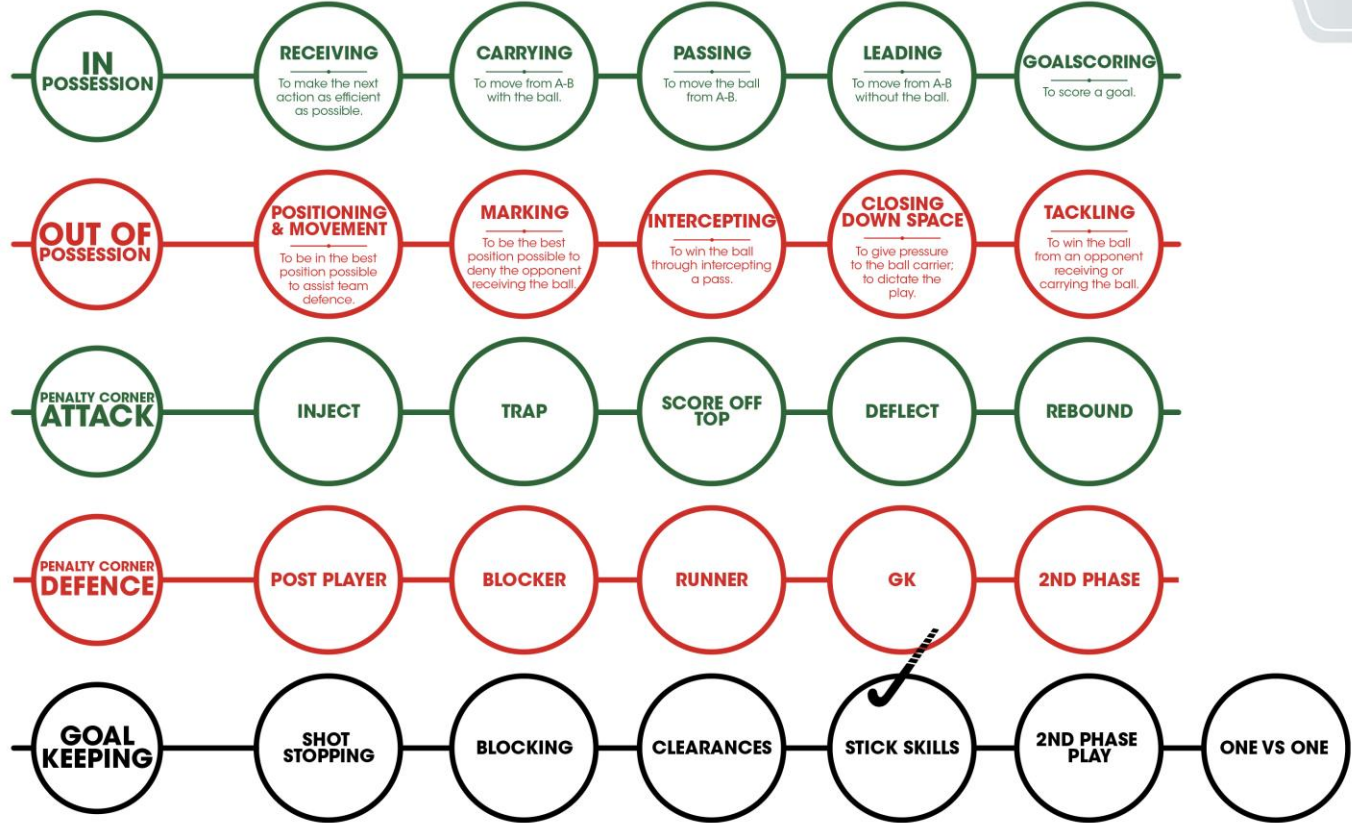 IN
POSSESSION
RECEIVING
To make the next
action as efficient
as possible.
CARRYING
To move from A-B
with the ball.
PASSING
To move the ball
from A-B.
LEADING
To move from A-B
without the ball.
GOALSCORING
To score a goal.
OUT OF
POSSESSION
POSITIONING
& MOVEMENT
To be in the best
position possible
to assist team
defence.
MARKING
To be the best
position possible to
deny the opponent
receiving the ball.
INTERCEPTING
To win the ball
through intercepting
a pass.
CLOSING
DOWN SPACE
To give pressure
to the ball carrier;
to dictate the
play.
TACKLING
To win the ball
from an opponent
receiving or
carrying the ball.
PENALTY CORNER
ATTACK
INJECT
TRAP
SCORE OFF
TOP
DEFLECT
REBOUND
PENALTY CORNER
DEFENCE
POST PLAYER
BLOCKER
RUNNER
GK
2ND PHASE
GOAL
KEEPING
SHOT
STOPPING
BLOCKING
CLEARANCES
STICK SKILLS
2ND PHASE
PLAY
ONE VS ONE